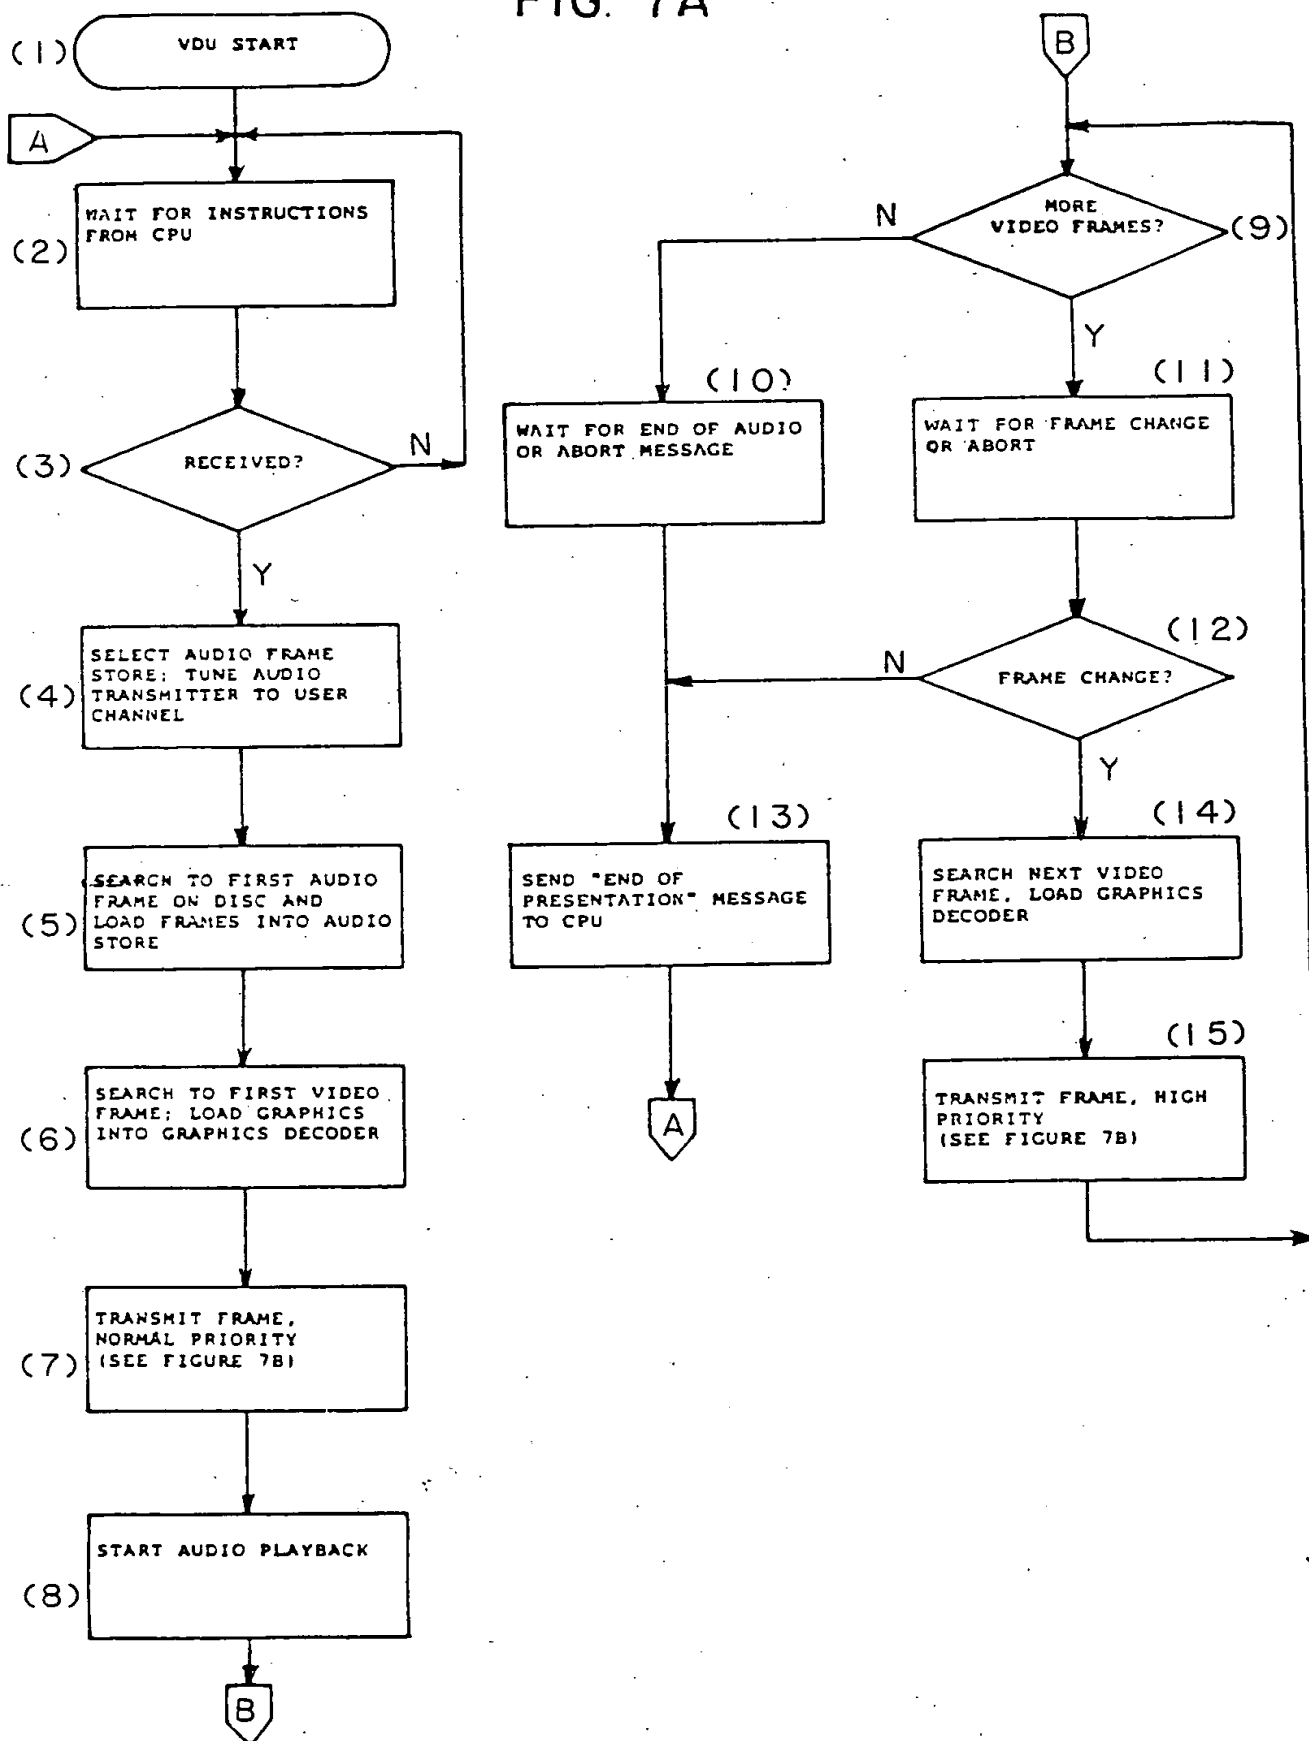 FIG. 7A
(1)
VDU START
A
(2)
WAIT FOR INSTRUCTIONS
FROM CPU
(3)
RECEIVED?
N
Y
(4)
SELECT AUDIO FRAME
STORE; TUNE AUDIO
TRANSMITTER TO USER
CHANNEL
(5)
SEARCH TO FIRST AUDIO
FRAME ON DISC AND
LOAD FRAMES INTO AUDIO
STORE
(6)
SEARCH TO FIRST VIDEO
FRAME; LOAD GRAPHICS
INTO GRAPHICS DECODER
(7)
TRANSMIT FRAME,
NORMAL PRIORITY
(SEE FIGURE 7B)
(8)
START AUDIO PLAYBACK
B
B
MORE
VIDEO FRAMES?
(9)
N
Y
(10)
WAIT FOR END OF AUDIO
OR ABORT MESSAGE
(11)
WAIT FOR FRAME CHANGE
OR ABORT
(12)
FRAME CHANGE?
N
Y
(13)
SEND "END OF
PRESENTATION" MESSAGE
TO CPU
A
(14)
SEARCH NEXT VIDEO
FRAME, LOAD GRAPHICS
DECODER
(15)
TRANSMIT FRAME, HIGH
PRIORITY
(SEE FIGURE 7B)